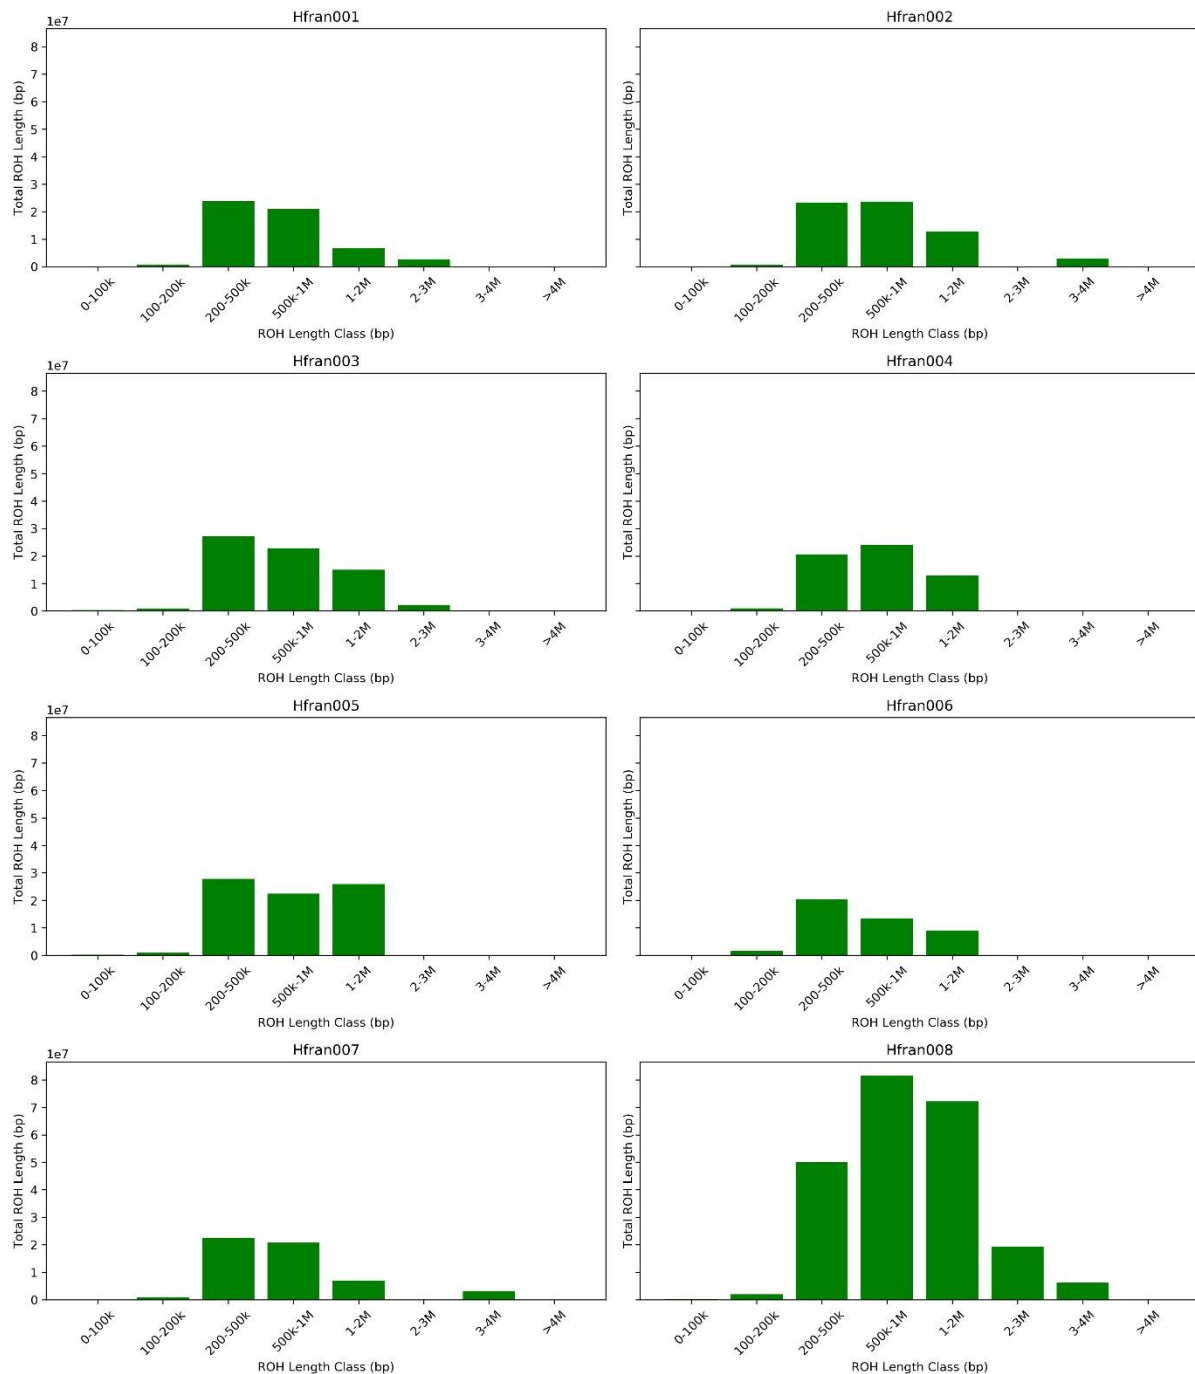 Hfran001
1e7
8
7
6
5
4
3
2
1
0
Total ROH Length (bp)
0-100k
100-200k
200-500k
500k-1M
1-2M
2-3M
3-4M
>4M
ROH Length Class (bp)
Hfran002
Total ROH Length (bp)
0-100k
100-200k
200-500k
500k-1M
1-2M
2-3M
3-4M
>4M
ROH Length Class (bp)
Hfran003
1e7
8
7
6
5
4
3
2
1
0
Total ROH Length (bp)
0-100k
100-200k
200-500k
500k-1M
1-2M
2-3M
3-4M
>4M
ROH Length Class (bp)
Hfran004
Total ROH Length (bp)
0-100k
100-200k
200-500k
500k-1M
1-2M
2-3M
3-4M
>4M
ROH Length Class (bp)
Hfran005
1e7
8
7
6
5
4
3
2
1
0
Total ROH Length (bp)
0-100k
100-200k
200-500k
500k-1M
1-2M
2-3M
3-4M
>4M
ROH Length Class (bp)
Hfran006
Total ROH Length (bp)
0-100k
100-200k
200-500k
500k-1M
1-2M
2-3M
3-4M
>4M
ROH Length Class (bp)
Hfran007
1e7
8
7
6
5
4
3
2
1
0
Total ROH Length (bp)
0-100k
100-200k
200-500k
500k-1M
1-2M
2-3M
3-4M
>4M
ROH Length Class (bp)
Hfran008
Total ROH Length (bp)
0-100k
100-200k
200-500k
500k-1M
1-2M
2-3M
3-4M
>4M
ROH Length Class (bp)